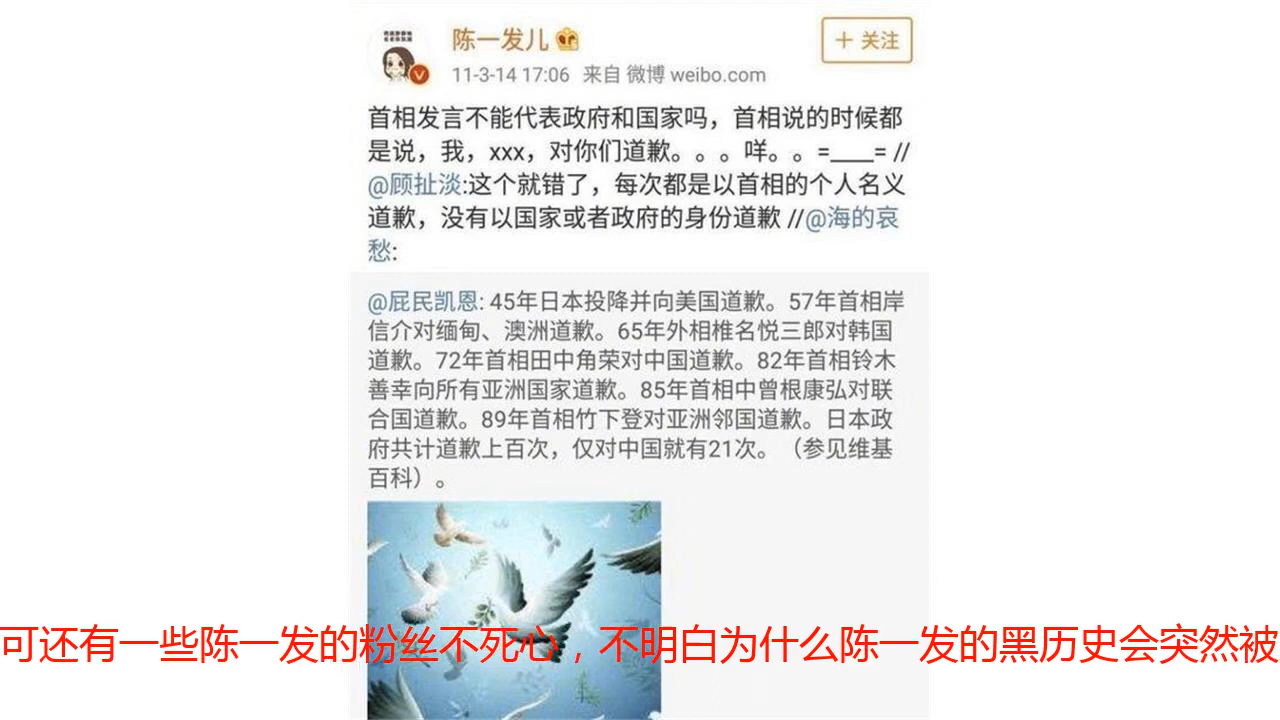 陈一发儿
＋ 关注
11-3-14 17:06 来自 微博 weibo.com
首相发言不能代表政府和国家吗，首相说的时候都
是说，我，xxx，对你们道歉。。。咩。。=____= //
@顾扯淡:这个就错了，每次都是以首相的个人名义
道歉，没有以国家或者政府的身份道歉 //@海的哀
愁:
@屁民凯恩: 45年日本投降并向美国道歉。57年首相岸
信介对缅甸、澳洲道歉。65年外相椎名悦三郎对韩国
道歉。72年首相田中角荣对中国道歉。82年首相铃木
善幸向所有亚洲国家道歉。85年首相中曾根康弘对联
合国道歉。89年首相竹下登对亚洲邻国道歉。日本政
府共计道歉上百次，仅对中国就有21次。（参见维基
百科）。
可还有一些陈一发的粉丝不死心，不明白为什么陈一发的黑历史会突然被